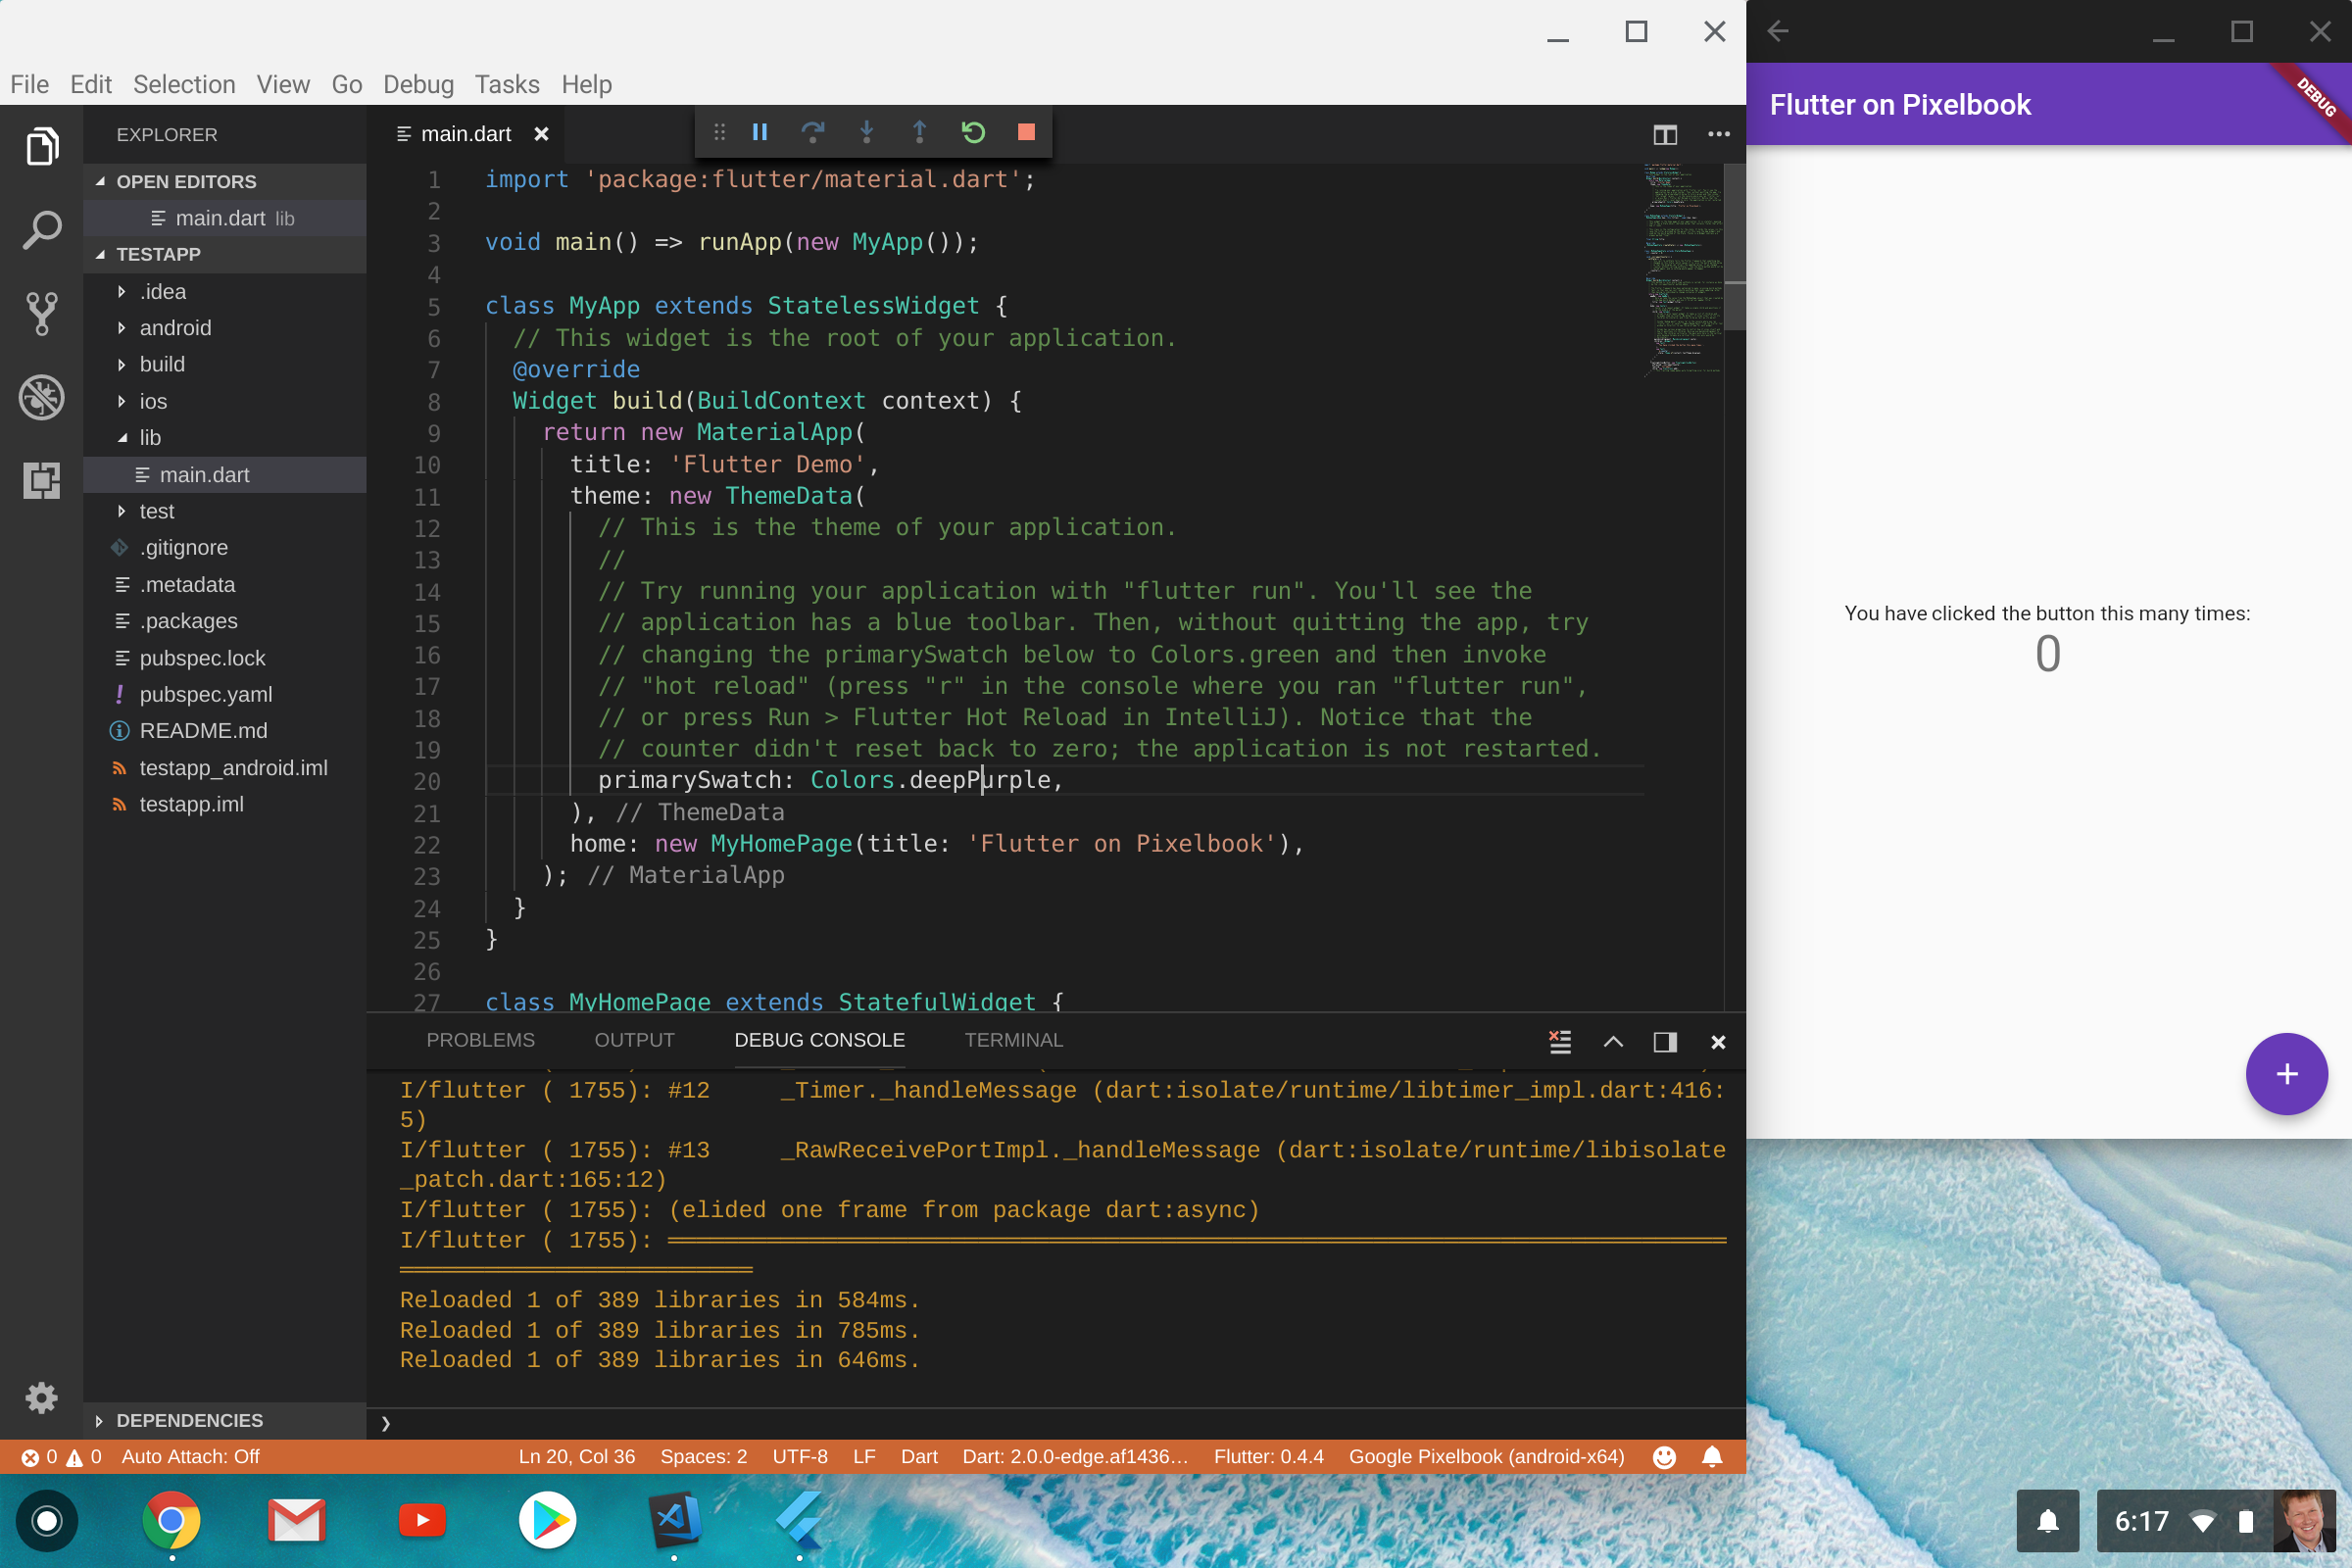 File Edit Selection View Go Debug Tasks Help
EXPLORER
OPEN EDITORS
main.dart lib
TESTAPP
.idea
android
build
ios
lib
main.dart
test
.gitignore
.metadata
.packages
pubspec.lock
! pubspec.yaml
README.md
testapp_android.iml
testapp.iml
DEPENDENCIES
main.dart
1 import 'package:flutter/material.dart';
2
3 void main() => runApp(new MyApp());
4
5 class MyApp extends StatelessWidget {
6 // This widget is the root of your application.
7 @override
8 Widget build(BuildContext context) {
9 return new MaterialApp(
10 title: 'Flutter Demo',
11 theme: new ThemeData(
12 // This is the theme of your application.
13 //
14 // Try running your application with "flutter run". You'll see the
15 // application has a blue toolbar. Then, without quitting the app, try
16 // changing the primarySwatch below to Colors.green and then invoke
17 // "hot reload" (press "r" in the console where you ran "flutter run",
18 // or press Run > Flutter Hot Reload in IntelliJ). Notice that the
19 // counter didn't reset back to zero; the application is not restarted.
20 primarySwatch: Colors.deepPurple,
21 ), // ThemeData
22 home: new MyHomePage(title: 'Flutter on Pixelbook'),
23 ); // MaterialApp
24 }
25 }
26
27 class MyHomePage extends StatefulWidget {
PROBLEMS OUTPUT DEBUG CONSOLE TERMINAL
I/flutter ( 1755): #12 _Timer._handleMessage (dart:isolate/runtime/libtimer_impl.dart:416:
5)
I/flutter ( 1755): #13 _RawReceivePortImpl._handleMessage (dart:isolate/runtime/libisolate
_patch.dart:165:12)
I/flutter ( 1755): (elided one frame from package dart:async)
I/flutter ( 1755): ═══════════════════════════════════════════════════════════════════════════
═════════════════════════
Reloaded 1 of 389 libraries in 584ms.
Reloaded 1 of 389 libraries in 785ms.
Reloaded 1 of 389 libraries in 646ms.
❯
0 0 Auto Attach: Off Ln 20, Col 36 Spaces: 2 UTF-8 LF Dart Dart: 2.0.0-edge.af1436… Flutter: 0.4.4 Google Pixelbook (android-x64)
Flutter on Pixelbook
DEBUG
You have clicked the button this many times:
0
+
6:17